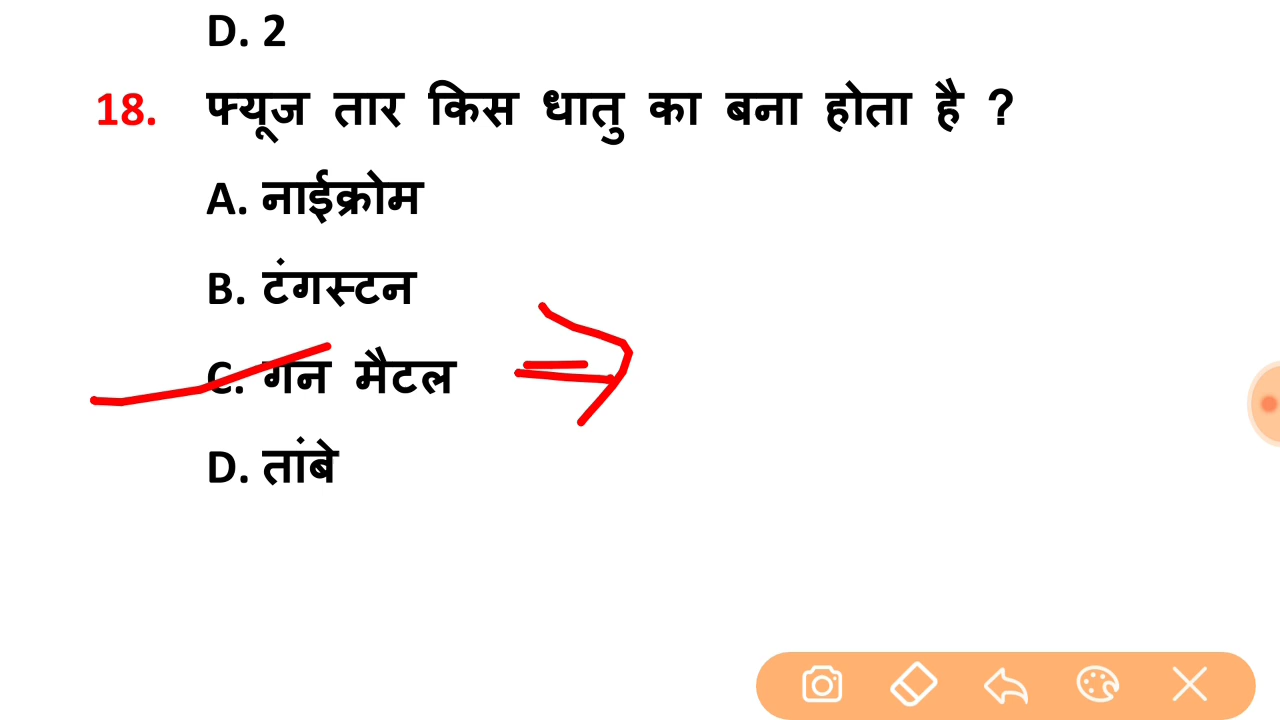 D. 2
18. फ्यूज तार किस धातु का बना होता है ?
A. नाईक्रोम
B. टंगस्टन
C. गन मैटल
D. तांबे